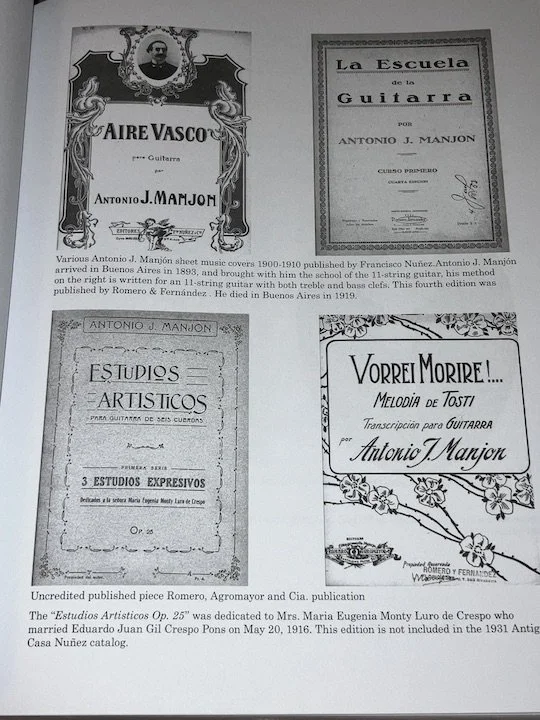 AIRE VASCO
para Guitarra
por
ANTONIO J. MANJON
EDITORES
La Escuela
de la
Guitarra
POR
ANTONIO J. MANJON
CURSO PRIMERO
CUARTA EDICION
Various Antonio J. Manjón sheet music covers 1900-1910 published by Francisco Nuñez.Antonio J. Manjón
arrived in Buenos Aires in 1893, and brought with him the school of the 11-string guitar, his method
on the right is written for an 11-string guitar with both treble and bass clefs. This fourth edition was
published by Romero & Fernández . He died in Buenos Aires in 1919.
ANTONIO J. MANJON
ESTUDIOS
ARTISTICOS
PARA GUITARRA DE SEIS CUERDAS
PRIMERA SERIE
3 ESTUDIOS EXPRESIVOS
Dedicados a la señora Maria Eugenia Monty Luro de Crespo
OP. 25
Propiedad del autor.
VORREI MORIRE!...
MELODÍA DE TOSTI
Transcripción para GUITARRA
por Antonio J. Manjon
Propiedad Reservada
ROMERO Y FERNANDEZ
Uncredited published piece Romero, Agromayor and Cia. publication
The “Estudios Artisticos Op. 25” was dedicated to Mrs. Maria Eugenia Monty Luro de Crespo who
married Eduardo Juan Gil Crespo Pons on May 20, 1916. This edition is not included in the 1931 Antig
Casa Nuñez catalog.